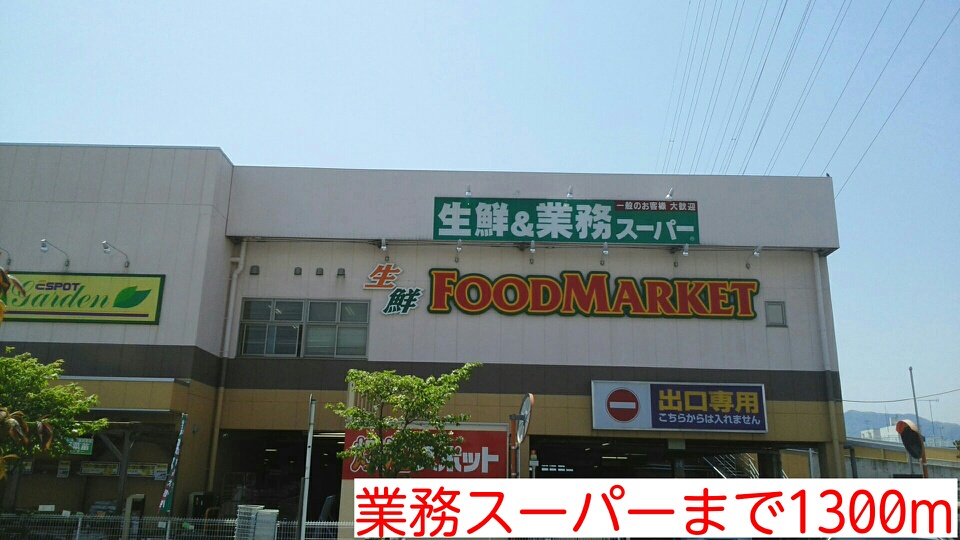 一般のお客様 大歓迎
生鮮&業務スーパー
生鮮 FOODMARKET
SPOT
Garden
出口専用
こちらからは入れません
業務スーパーまで1300m